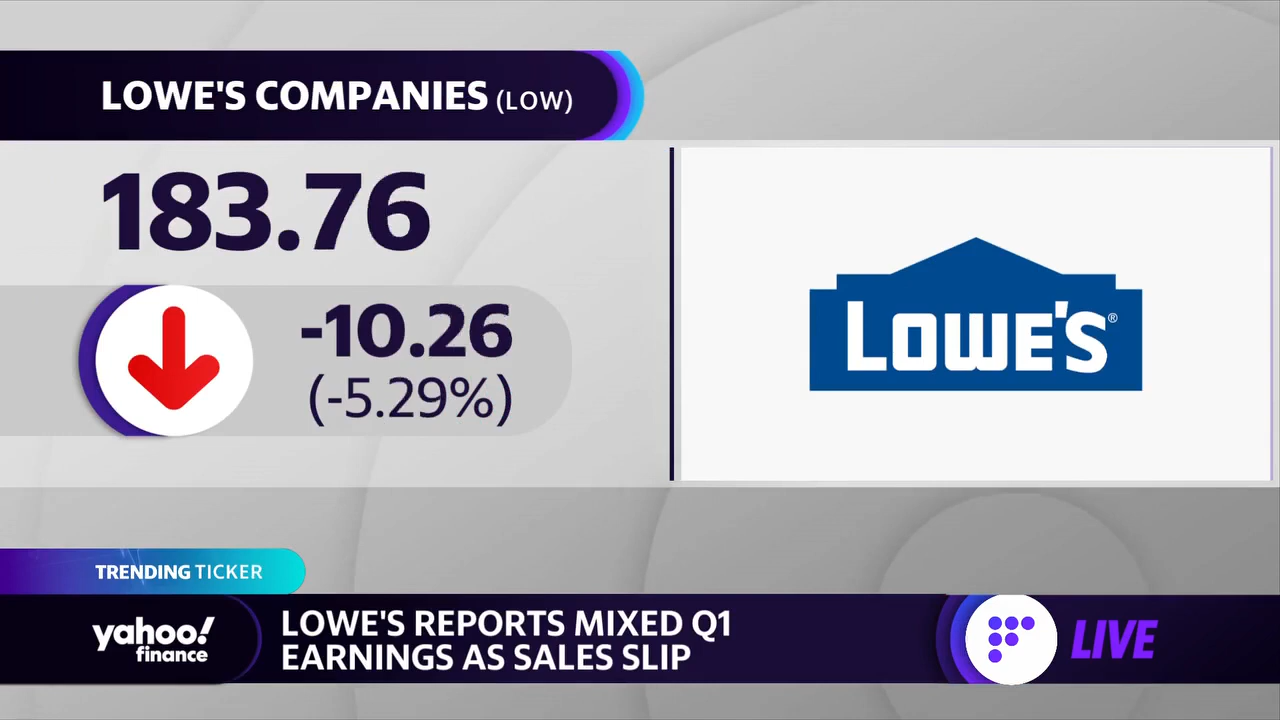 LOWE'S COMPANIES (LOW)
183.76
-10.26
(-5.29%)
LOWE'S®
TRENDING TICKER
yahoo!
finance
LOWE'S REPORTS MIXED Q1
EARNINGS AS SALES SLIP
LIVE